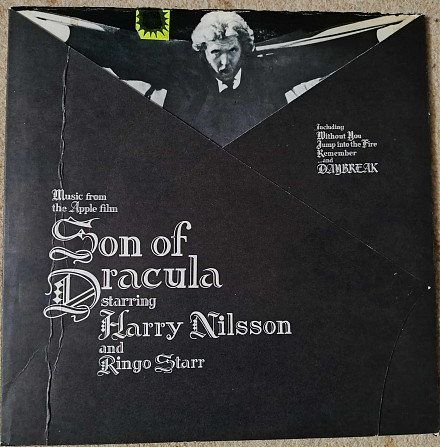 Including
Without You
Jump into the Fire
Remember
...and
DAYBREAK
Music from
the Apple film
Son of
Dracula
starring
Harry Nilsson
and
Ringo Starr